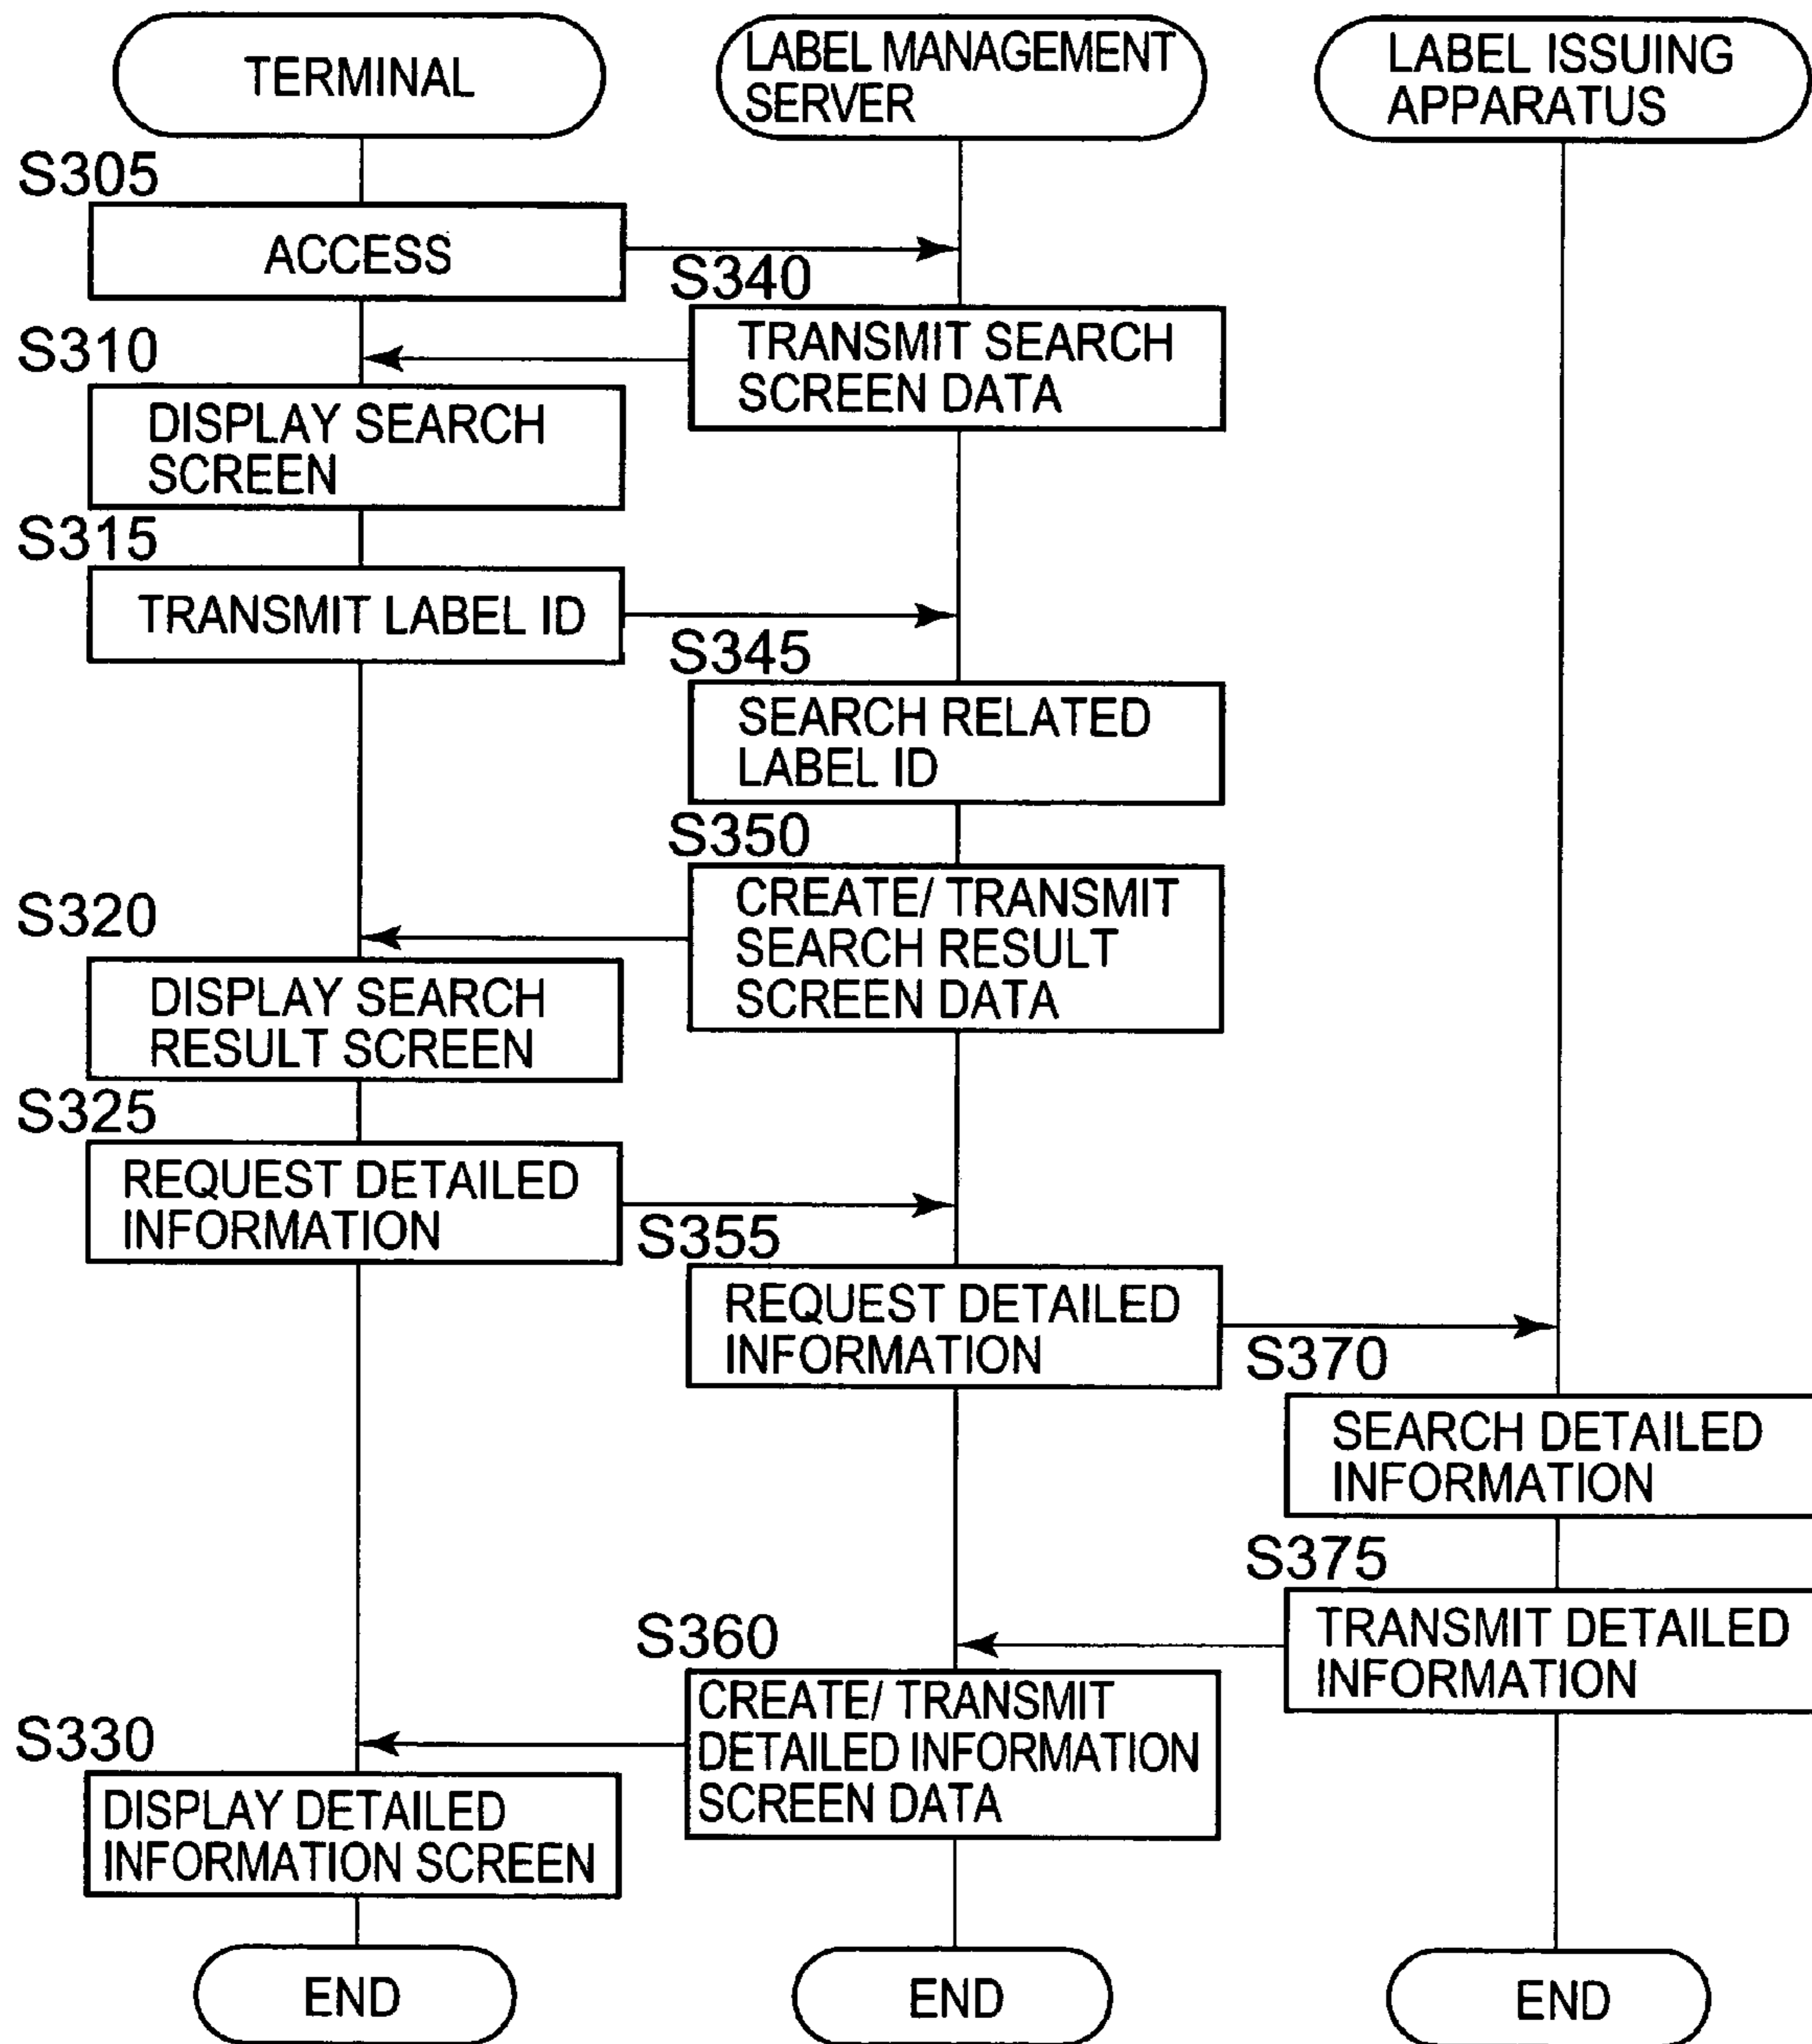 TERMINAL
LABEL MANAGEMENT
SERVER
LABEL ISSUING
APPARATUS
S305
ACCESS
S340
TRANSMIT SEARCH
SCREEN DATA
S310
DISPLAY SEARCH
SCREEN
S315
TRANSMIT LABEL ID
S345
SEARCH RELATED
LABEL ID
S350
CREATE/ TRANSMIT
SEARCH RESULT
SCREEN DATA
S320
DISPLAY SEARCH
RESULT SCREEN
S325
REQUEST DETAILED
INFORMATION
S355
REQUEST DETAILED
INFORMATION
S370
SEARCH DETAILED
INFORMATION
S375
TRANSMIT DETAILED
INFORMATION
S360
CREATE/ TRANSMIT
DETAILED INFORMATION
SCREEN DATA
S330
DISPLAY DETAILED
INFORMATION SCREEN
END
END
END